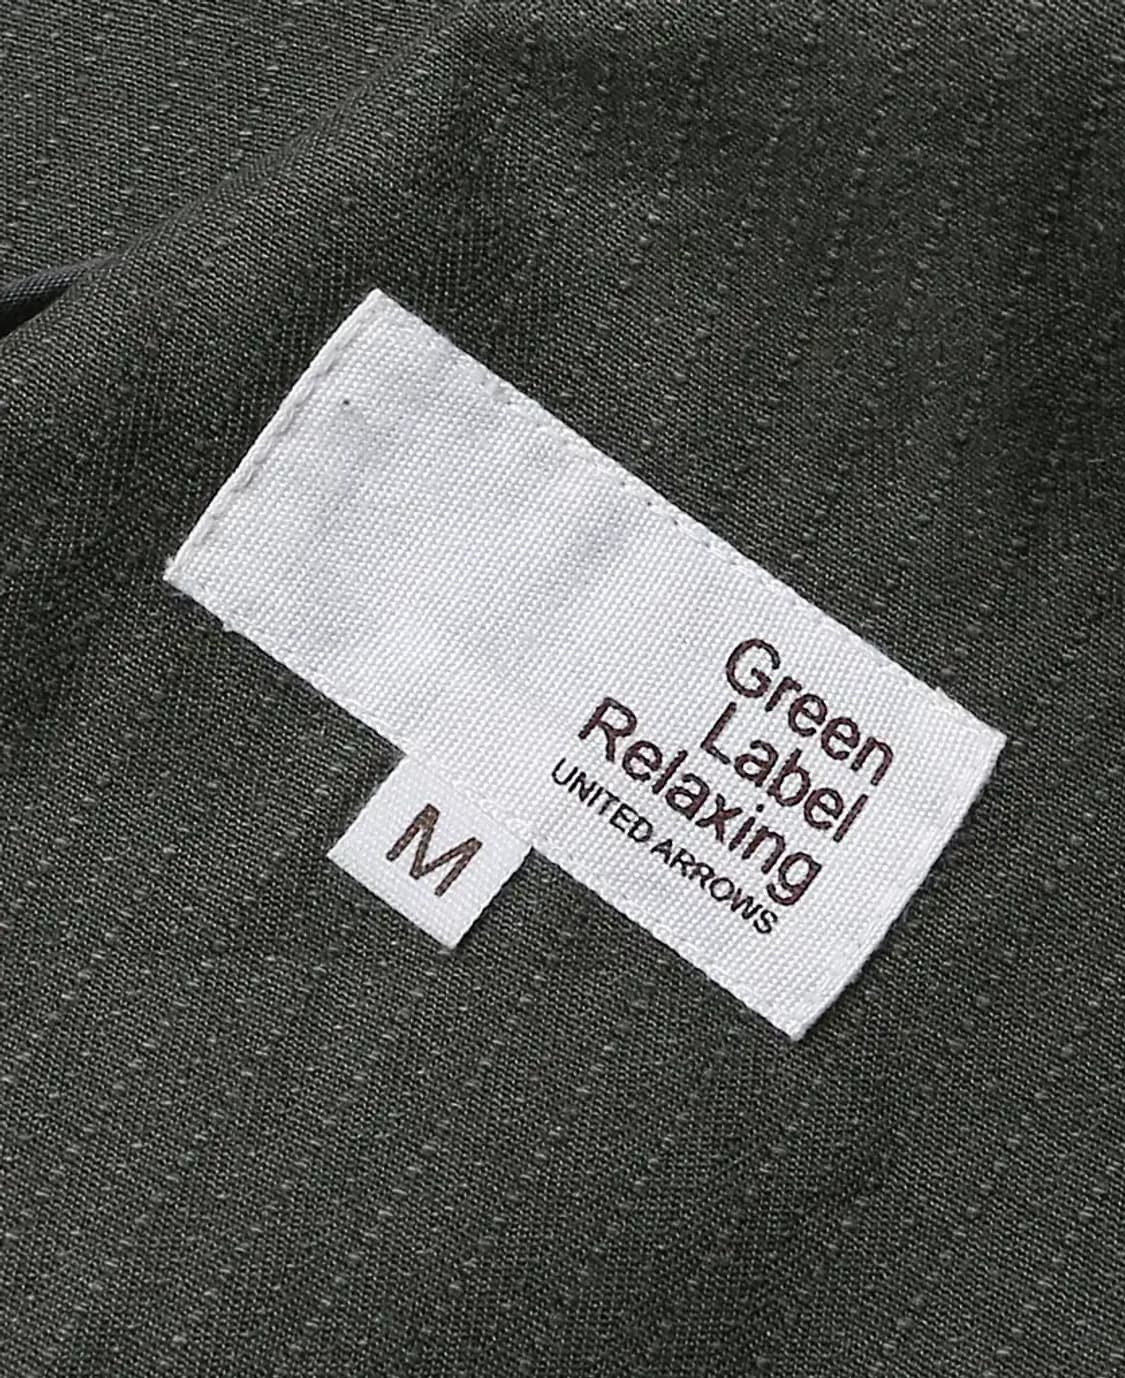 Green
Label
Relaxing
UNITED ARROWS
M